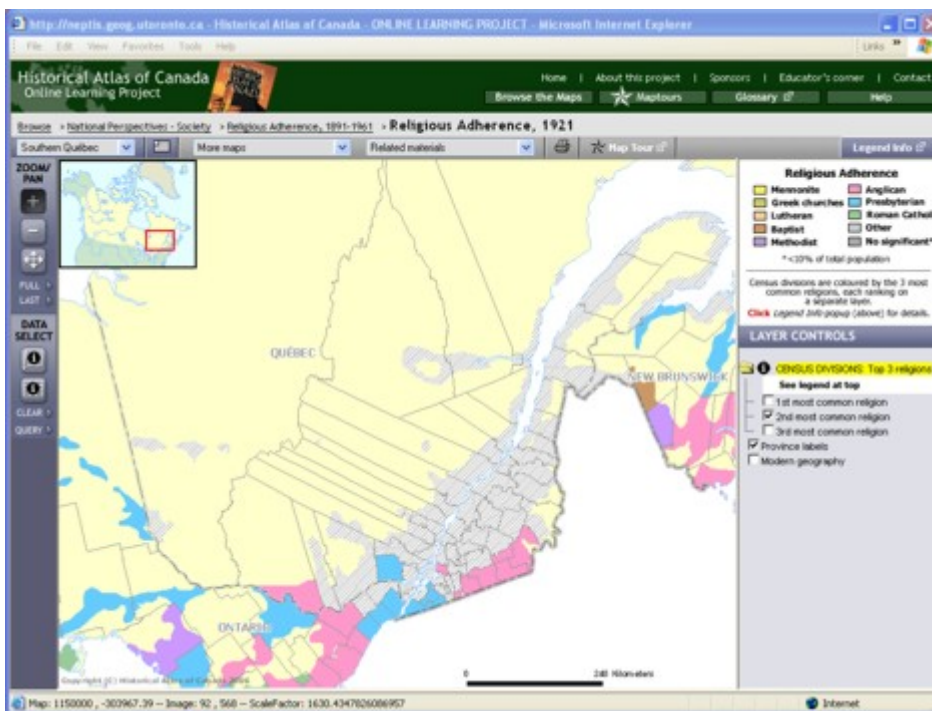 http://neptis.geog.utoronto.ca - Historical Atlas of Canada - ONLINE LEARNING PROJECT - Microsoft Internet Explorer
File Edit View Favorites Tools Help Links »
Historical Atlas of Canada
Online Learning Project
Home | About this project | Sponsors | Educator's corner | Contact
Browse the Maps Maptours Glossary Help
Browse » National Perspectives - Society » Religious Adherence, 1891-1961 » Religious Adherence, 1921
Southern Québec More maps Related materials Map Tour Legend Info
ZOOM/
PAN
FULL
LAST
DATA
SELECT
CLEAR
QUERY
QUÉBEC
NEW BRUNSWICK
ONTARIO
Copyright (C) Historical Atlas of Canada
0 240 Kilometers
Religious Adherence
Mennonite Anglican
Greek churches Presbyterian
Lutheran Roman Cathol
Baptist Other
Methodist No significant*
* <10% of total population
Census divisions are coloured by the 3 most
common religions, each ranking on
a separate layer.
Click Legend Info popup (above) for details.
LAYER CONTROLS
CENSUS DIVISIONS: Top 3 religions
See legend at top
1st most common religion
2nd most common religion
3rd most common religion
Province labels
Modern geography
Map: 1150000 , -303967.39 -- Image: 92 , 568 -- ScaleFactor: 1630.4347826086957 Internet